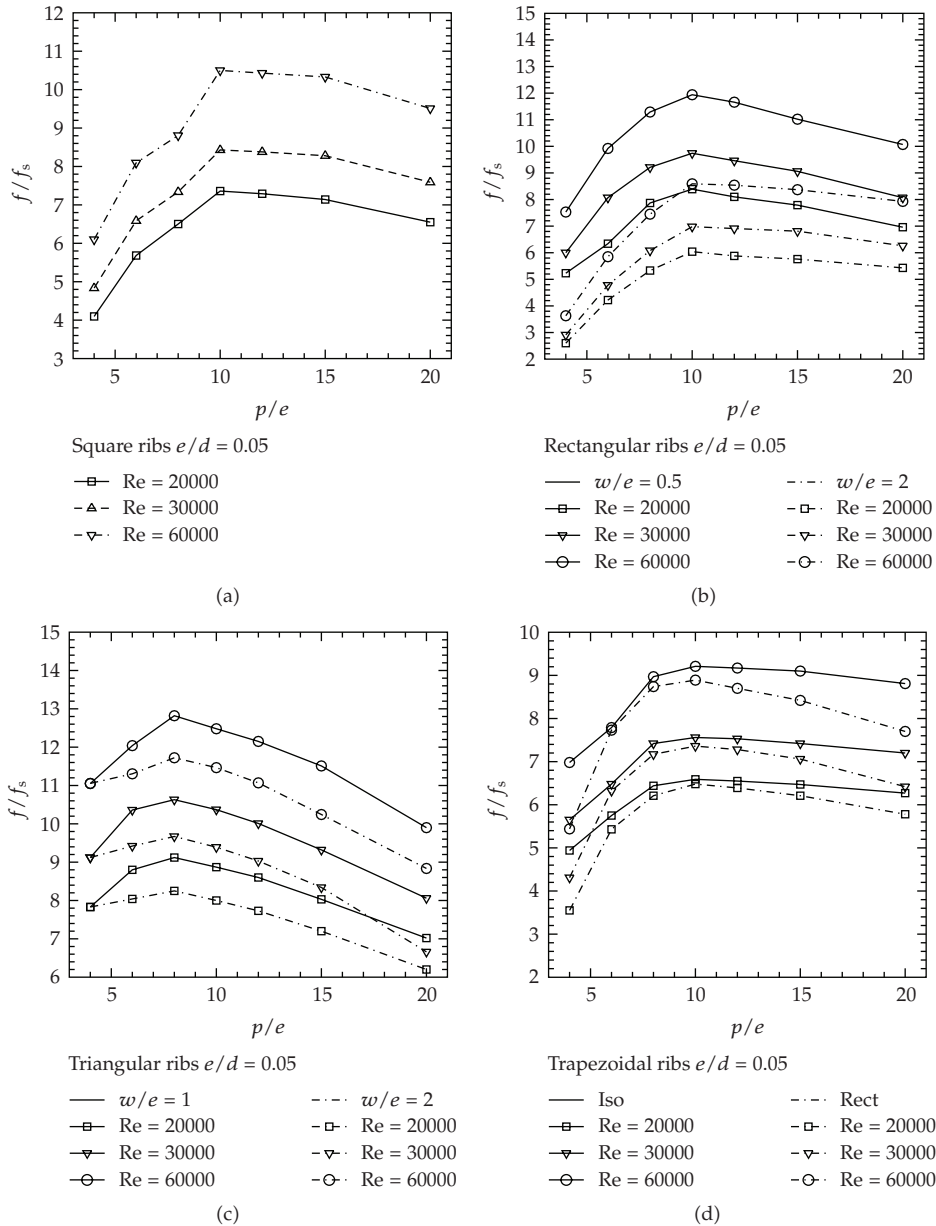 12
11
10
9
8
7
6
5
4
3
f/fs
5 10 15 20
p/e
Square ribs e/d = 0.05
Re = 20000
Re = 30000
Re = 60000
(a)
15
14
13
12
11
10
9
8
7
6
5
4
3
2
f/fs
5 10 15 20
p/e
Rectangular ribs e/d = 0.05
w/e = 0.5 w/e = 2
Re = 20000 Re = 20000
Re = 30000 Re = 30000
Re = 60000 Re = 60000
(b)
15
14
13
12
11
10
9
8
7
6
f/fs
5 10 15 20
p/e
Triangular ribs e/d = 0.05
w/e = 1 w/e = 2
Re = 20000 Re = 20000
Re = 30000 Re = 30000
Re = 60000 Re = 60000
(c)
10
9
8
7
6
5
4
3
2
f/fs
5 10 15 20
p/e
Trapezoidal ribs e/d = 0.05
Iso Rect
Re = 20000 Re = 20000
Re = 30000 Re = 30000
Re = 60000 Re = 60000
(d)